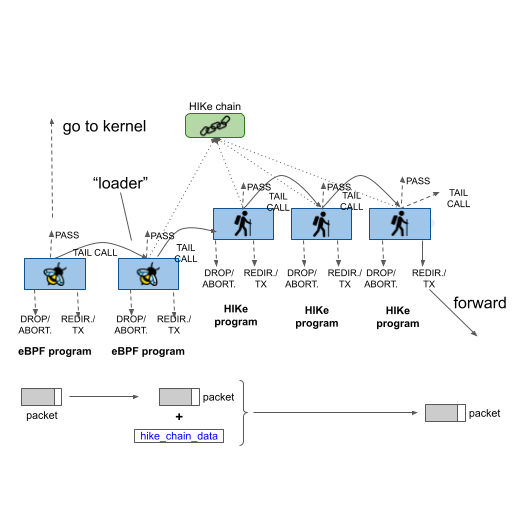 HIKe chain
go to kernel
"loader"
PASS
TAIL CALL
PASS
TAIL
CALL
PASS
TAIL
CALL
PASS
TAIL
CALL
PASS
TAIL
CALL
DROP/
ABORT.
REDIR./
TX
DROP/
ABORT.
REDIR./
TX
DROP/
ABORT.
REDIR./
TX
DROP/
ABORT.
REDIR./
TX
DROP/
ABORT.
REDIR./
TX
forward
eBPF program
eBPF program
HIKe
program
HIKe
program
HIKe
program
packet
packet
+
hike_chain_data
packet